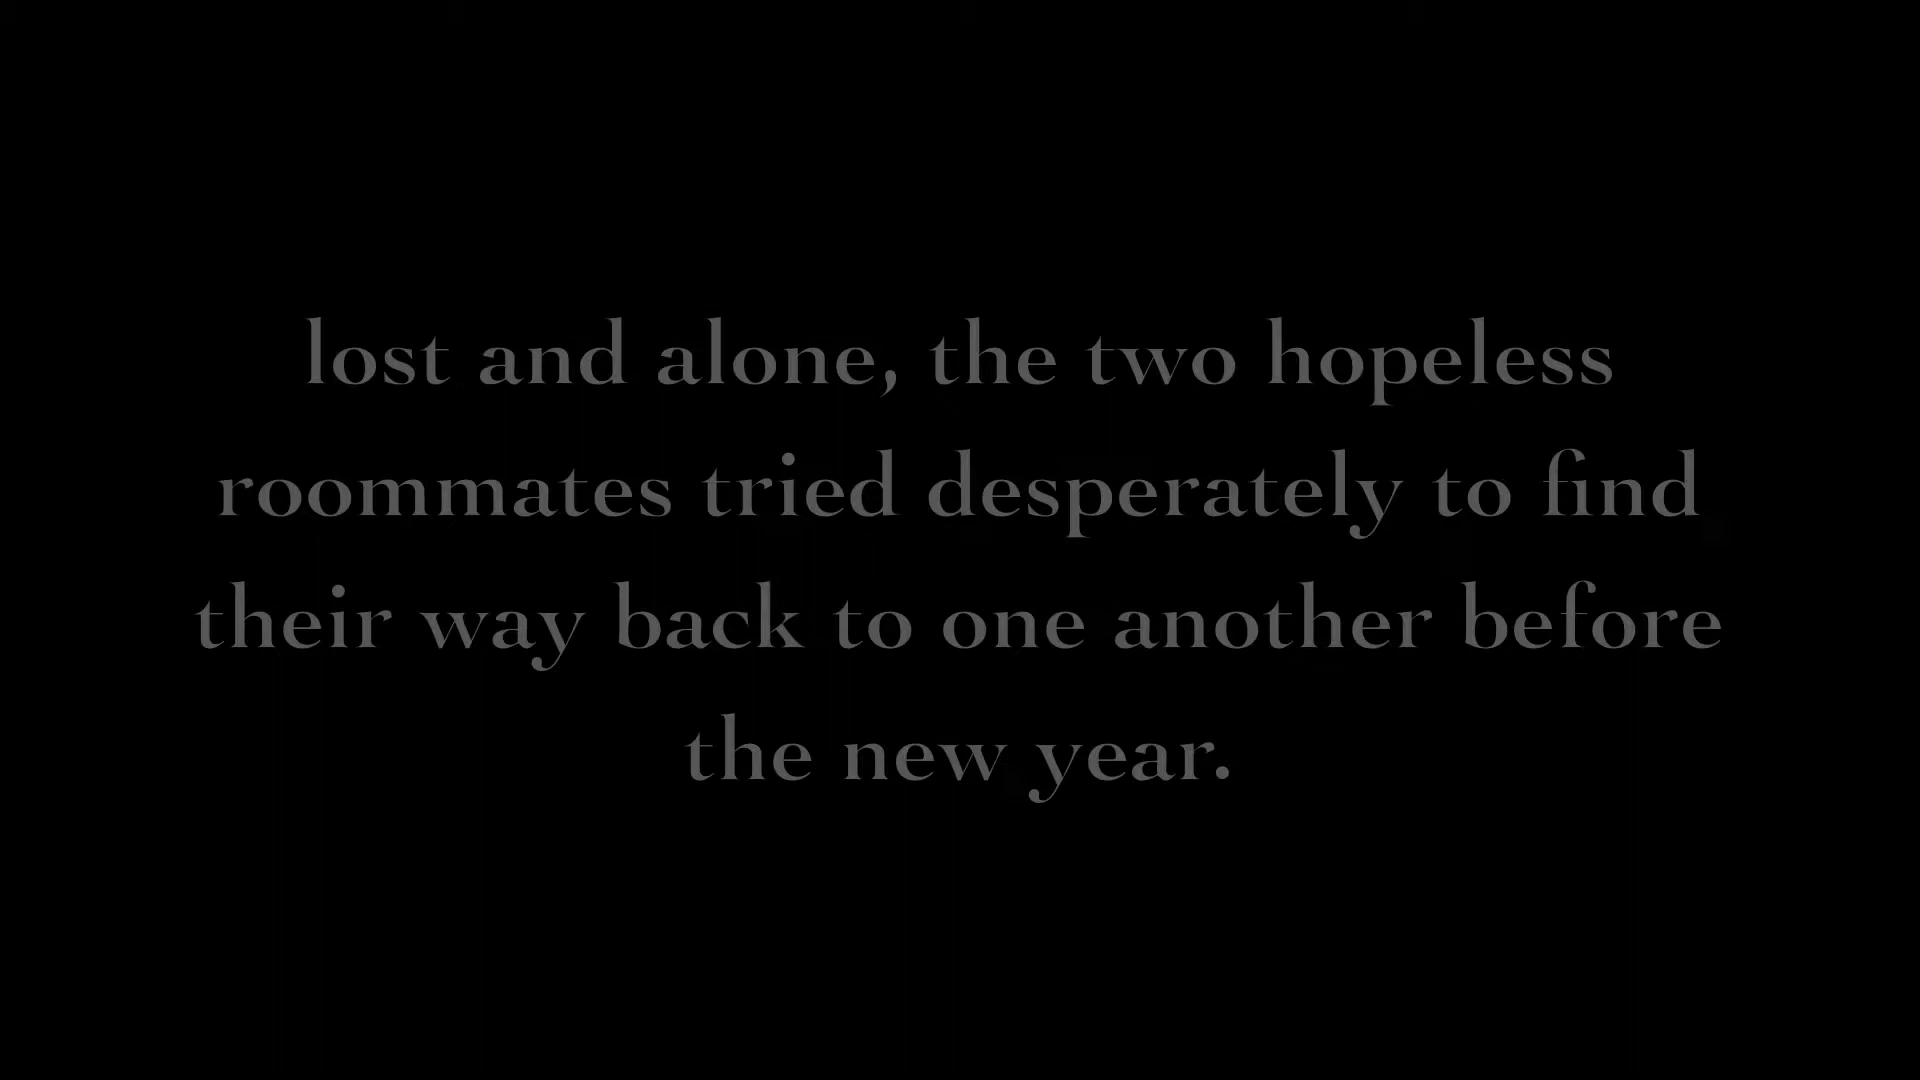 lost and alone, the two hopeless
roommates tried desperately to find
their way back to one another before
the new year.